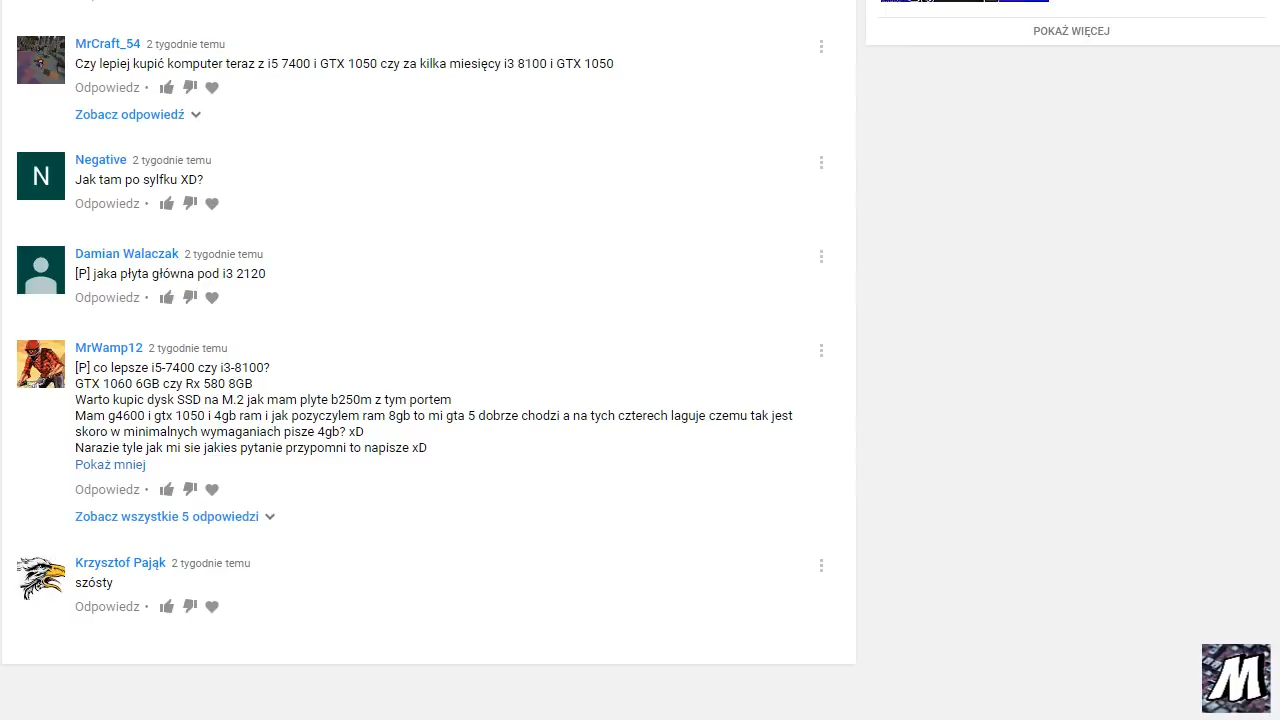 POKAŻ WIĘCEJ
MrCraft_54 2 tygodnie temu
Czy lepiej kupić komputer teraz z i5 7400 i GTX 1050 czy za kilka miesięcy i3 8100 i GTX 1050
Odpowiedz •
Zobacz odpowiedź
N
Negative 2 tygodnie temu
Jak tam po sylfku XD?
Odpowiedz •
Damian Walaczak 2 tygodnie temu
[P] jaka płyta główna pod i3 2120
Odpowiedz •
MrWamp12 2 tygodnie temu
[P] co lepsze i5-7400 czy i3-8100?
GTX 1060 6GB czy Rx 580 8GB
Warto kupic dysk SSD na M.2 jak mam plyte b250m z tym portem
Mam g4600 i gtx 1050 i 4gb ram i jak pozyczylem ram 8gb to mi gta 5 dobrze chodzi a na tych czterech laguje czemu tak jest
skoro w minimalnych wymaganiach pisze 4gb? xD
Narazie tyle jak mi sie jakies pytanie przypomni to napisze xD
Pokaż mniej
Odpowiedz •
Zobacz wszystkie 5 odpowiedzi
Krzysztof Pająk 2 tygodnie temu
szósty
Odpowiedz •
M